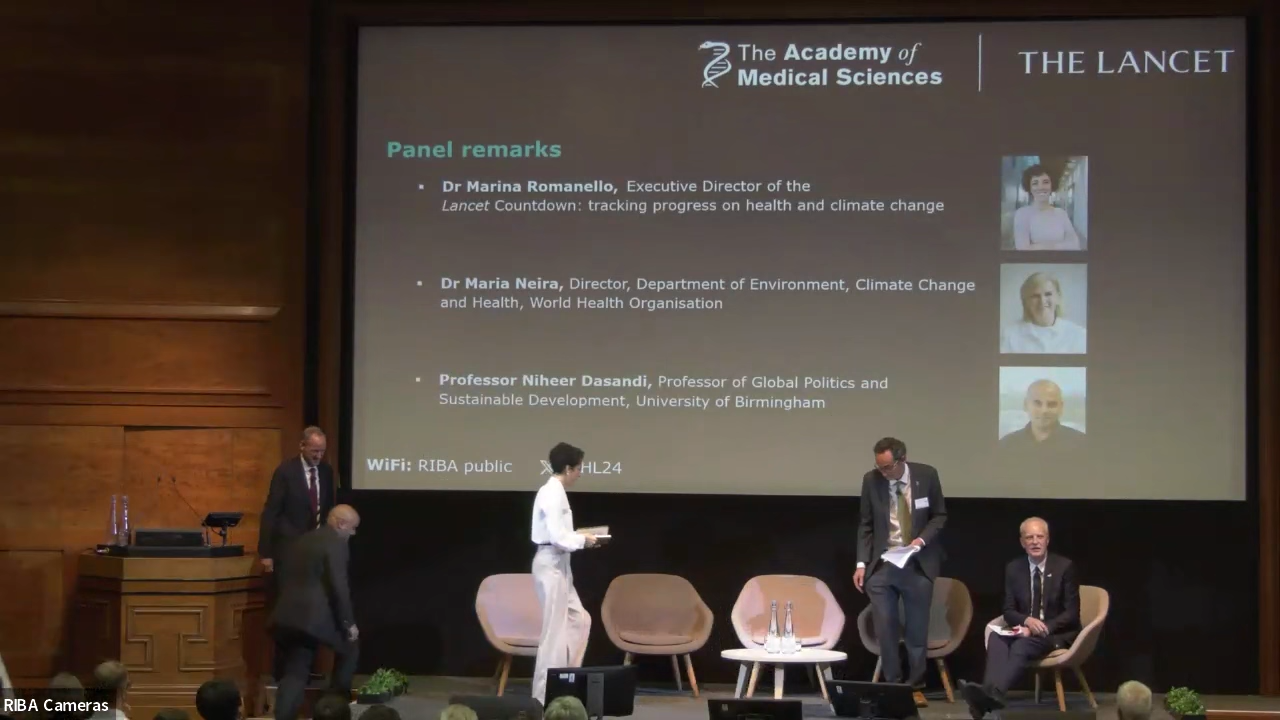 The Academy of
Medical Sciences
THE LANCET
Panel remarks
Dr Marina Romanello, Executive Director of the
Lancet Countdown: tracking progress on health and climate change
Dr Maria Neira, Director, Department of Environment, Climate Change
and Health, World Health Organisation
Professor Niheer Dasandi, Professor of Global Politics and
Sustainable Development, University of Birmingham
WiFi: RIBA public X HL24
RIBA Cameras